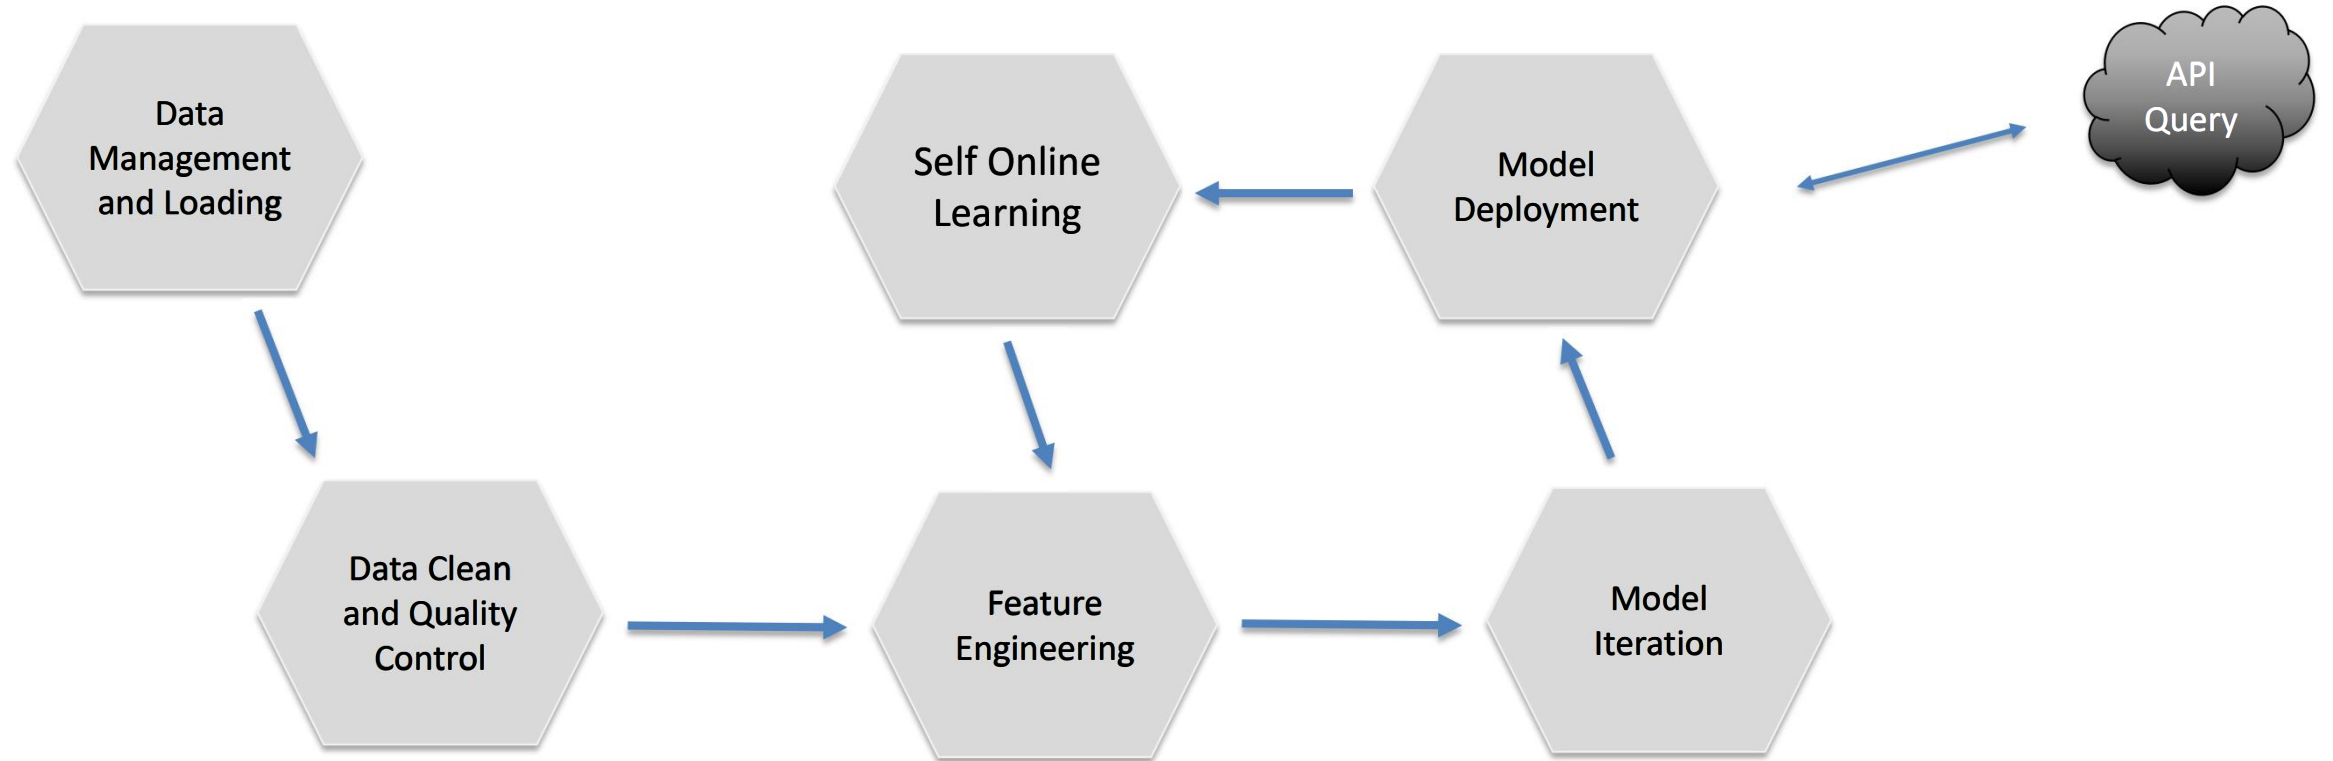 Data
Management
and Loading
Self Online
Learning
Model
Deployment
API
Query
Data Clean
and Quality
Control
Feature
Engineering
Model
Iteration